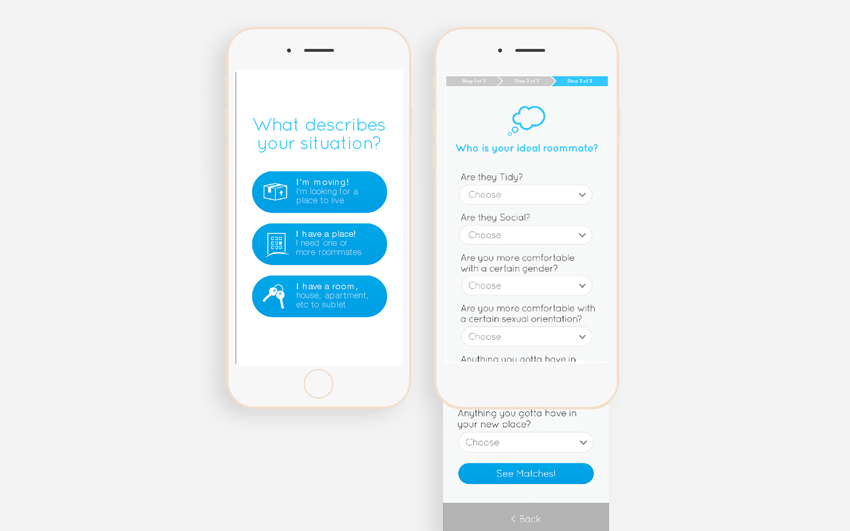 What describes
your situation?
I'm moving!
I'm looking for a
place to live
I have a place!
I need one or
more roommates
I have a room,
house, apartment,
etc to sublet
Step 1 of 3
Step 2 of 3
Step 3 of 3
Who is your ideal roommate?
Are they Tidy?
Choose
Are they Social?
Choose
Are you more comfortable
with a certain gender?
Choose
Are you more comfortable with
a certain sexual orientation?
Choose
Anything you gotta have in
Anything you gotta have in
your new place?
Choose
See Matches!
< Back